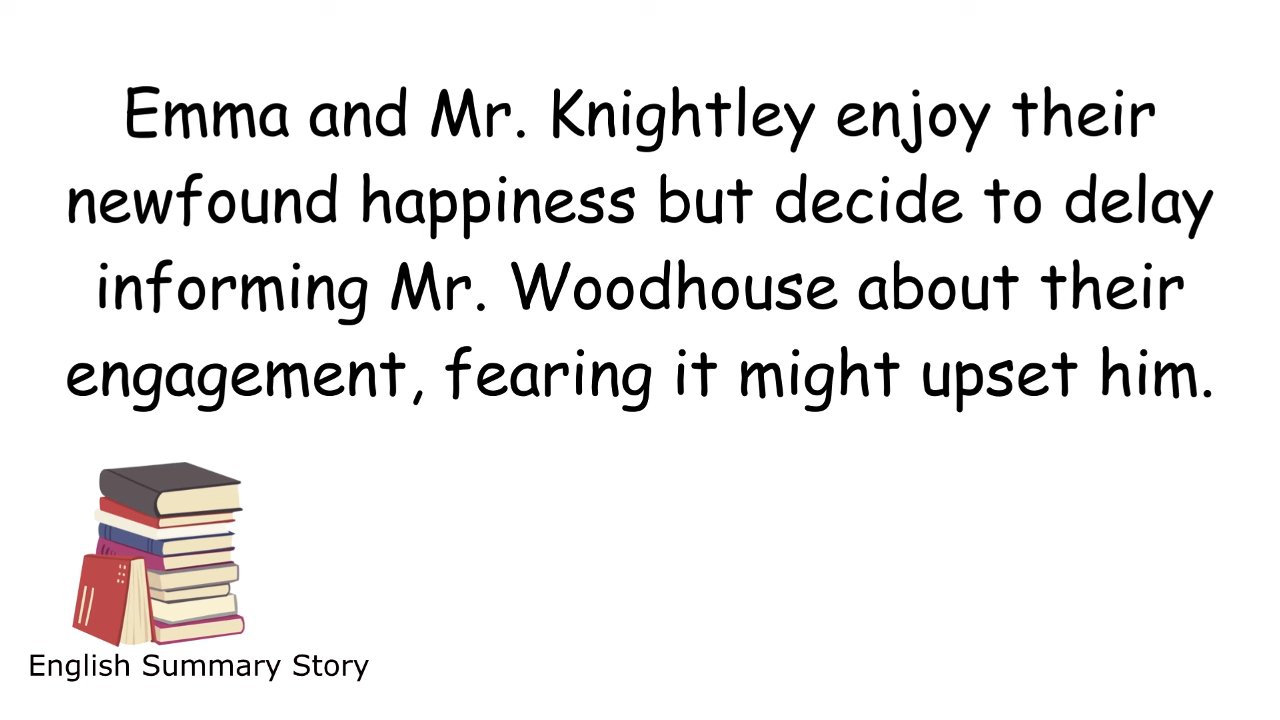 Emma and Mr. Knightley enjoy their
newfound happiness but decide to delay
informing Mr. Woodhouse about their
engagement, fearing it might upset him.
English Summary Story